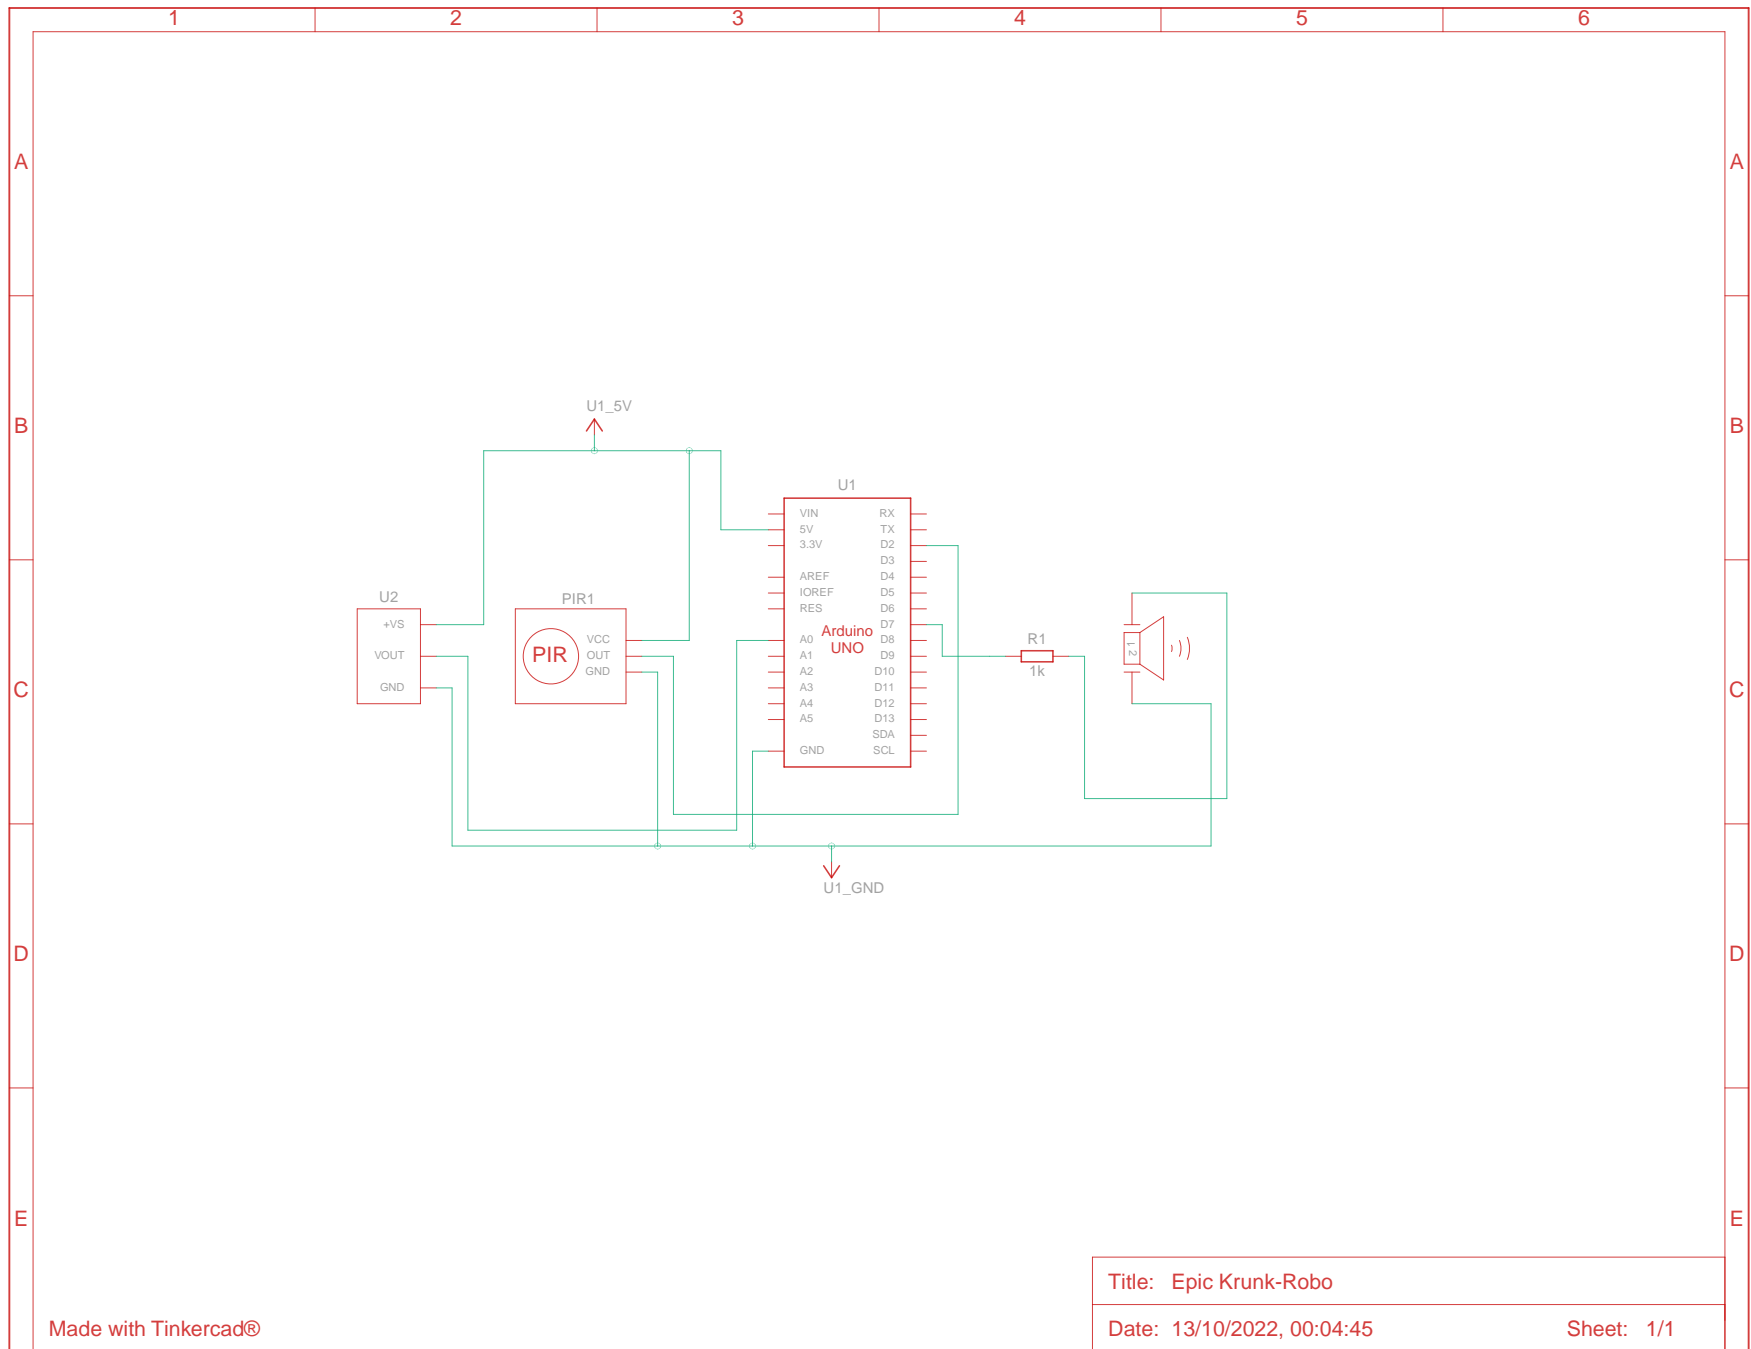 1 2 3 4 5 6
A A
B B
U1_5V
U1
VIN RX
5V TX
3.3V D2
D3
AREF D4
IOREF D5
RES D6
U2 PIR1
+VS D7
VCC A0 Arduino D8 R1
VOUT PIR OUT A1 UNO D9 1 2
GND A2 D10 1k
GND A3 D11
C C
A4 D12
A5 D13
SDA
GND SCL
U1_GND
D D
E E
Title: Epic Krunk-Robo
Made with Tinkercad® Date: 13/10/2022, 00:04:45 Sheet: 1/1